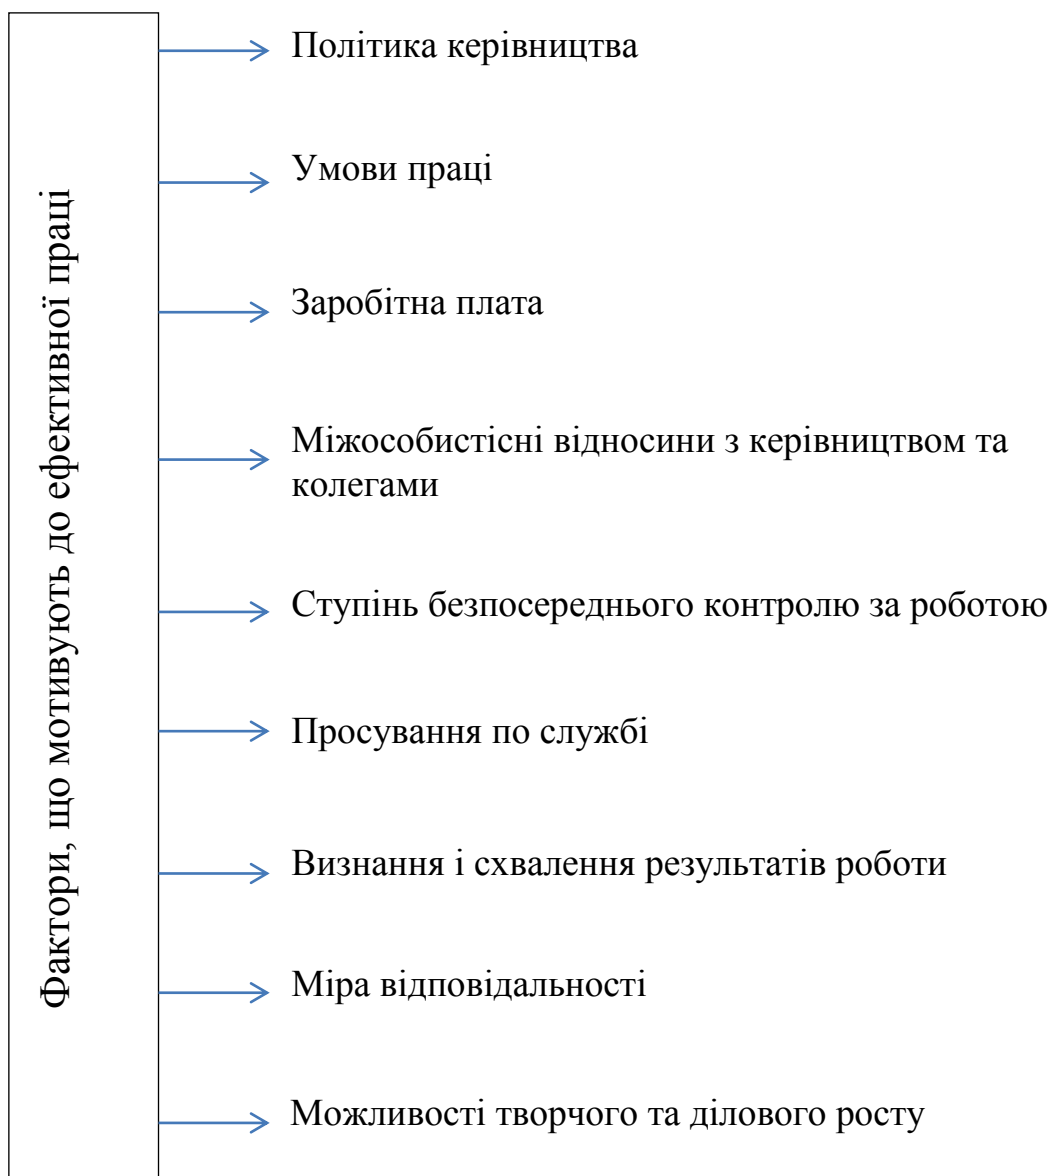 Фактори, що мотивують до ефективної праці
Політика керівництва
Умови праці
Заробітна плата
Міжособистісні відносини з керівництвом та
колегами
Ступінь безпосереднього контролю за роботою
Просування по службі
Визнання і схвалення результатів роботи
Міра відповідальності
Можливості творчого та ділового росту